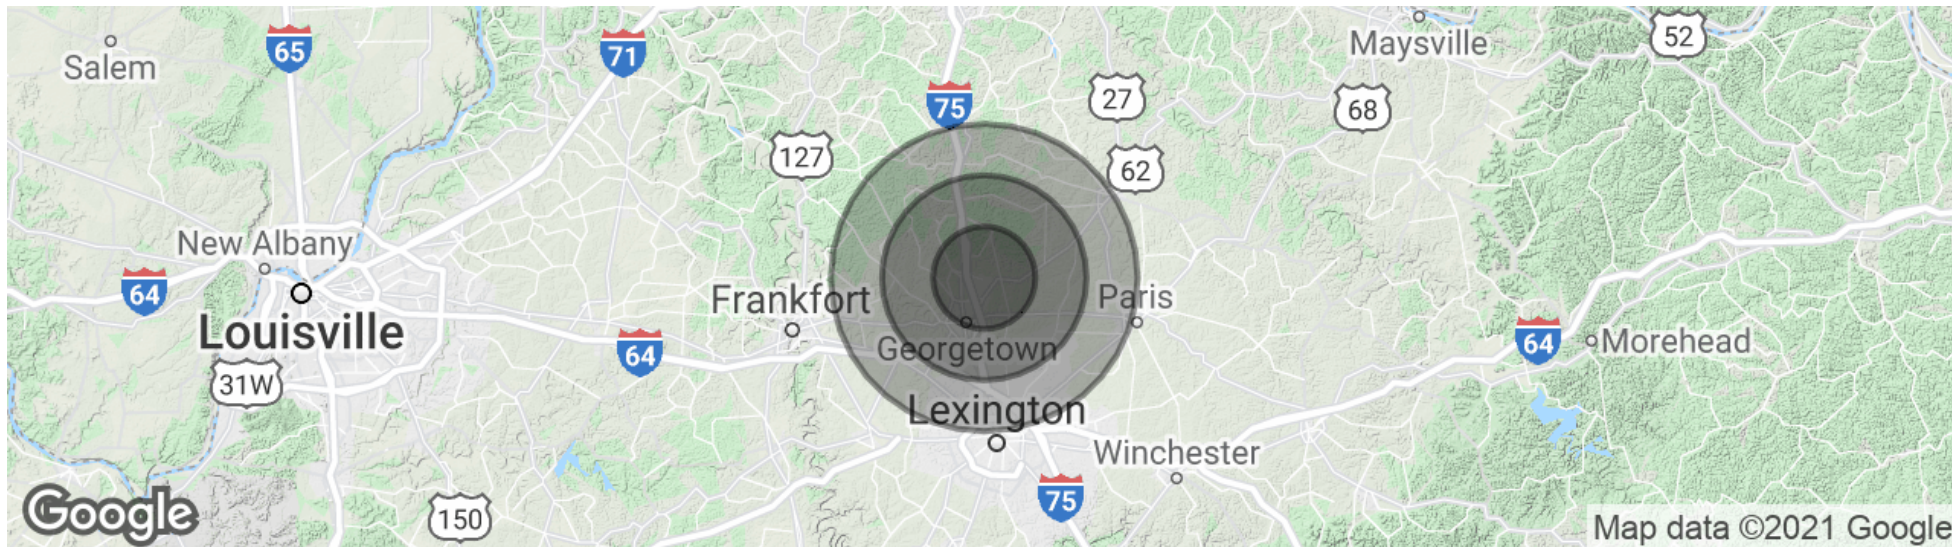 Salem
65
71
Maysville
52
75
27
68
127
62
New Albany
64
Frankfort
Paris
Louisville
64
Georgetown
64
Morehead
31W
Lexington
Winchester
75
Google
150
Map data ©2021 Google